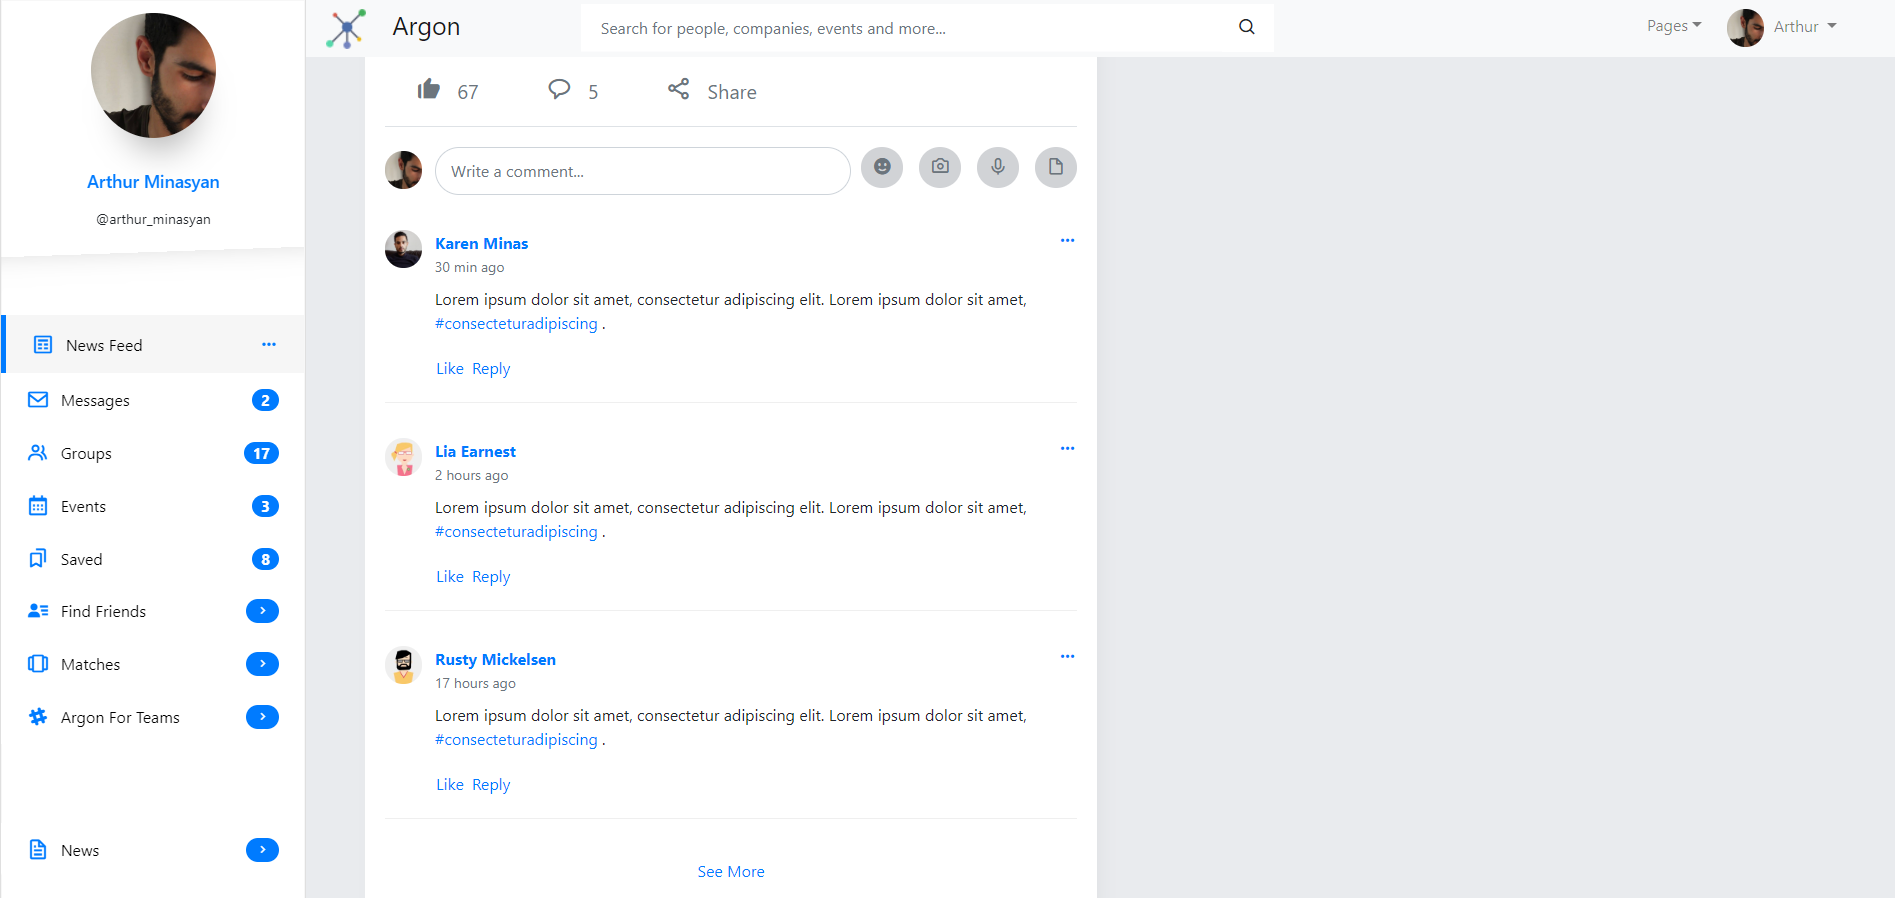 Arthur Minasyan
@arthur_minasyan
News Feed
Messages 2
Groups 17
Events 3
Saved 8
Find Friends
Matches
Argon For Teams
News
Argon
Search for people, companies, events and more...
Pages
Arthur
67 5 Share
Write a comment...
Karen Minas
30 min ago
Lorem ipsum dolor sit amet, consectetur adipiscing elit. Lorem ipsum dolor sit amet,
#consecteturadipiscing .
Like Reply
Lia Earnest
2 hours ago
Lorem ipsum dolor sit amet, consectetur adipiscing elit. Lorem ipsum dolor sit amet,
#consecteturadipiscing .
Like Reply
Rusty Mickelsen
17 hours ago
Lorem ipsum dolor sit amet, consectetur adipiscing elit. Lorem ipsum dolor sit amet,
#consecteturadipiscing .
Like Reply
See More